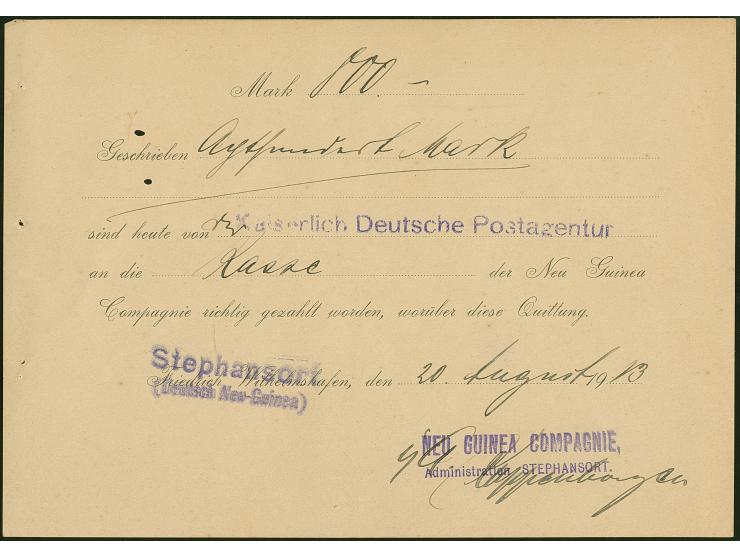 Mark 800.–
Geschrieben Achthundert Mark
sind heute von der Kaiserlich Deutsche Postagentur
an die Kasse der Neu Guinea
Compagnie richtig gezahlt worden, worüber diese Quittung.
Stephansort
Friedrich Wilhelmshafen, den 20. August 1913
(Deutsch Neu-Guinea)
NEU GUINEA COMPAGNIE,
Administration STEPHANSORT.